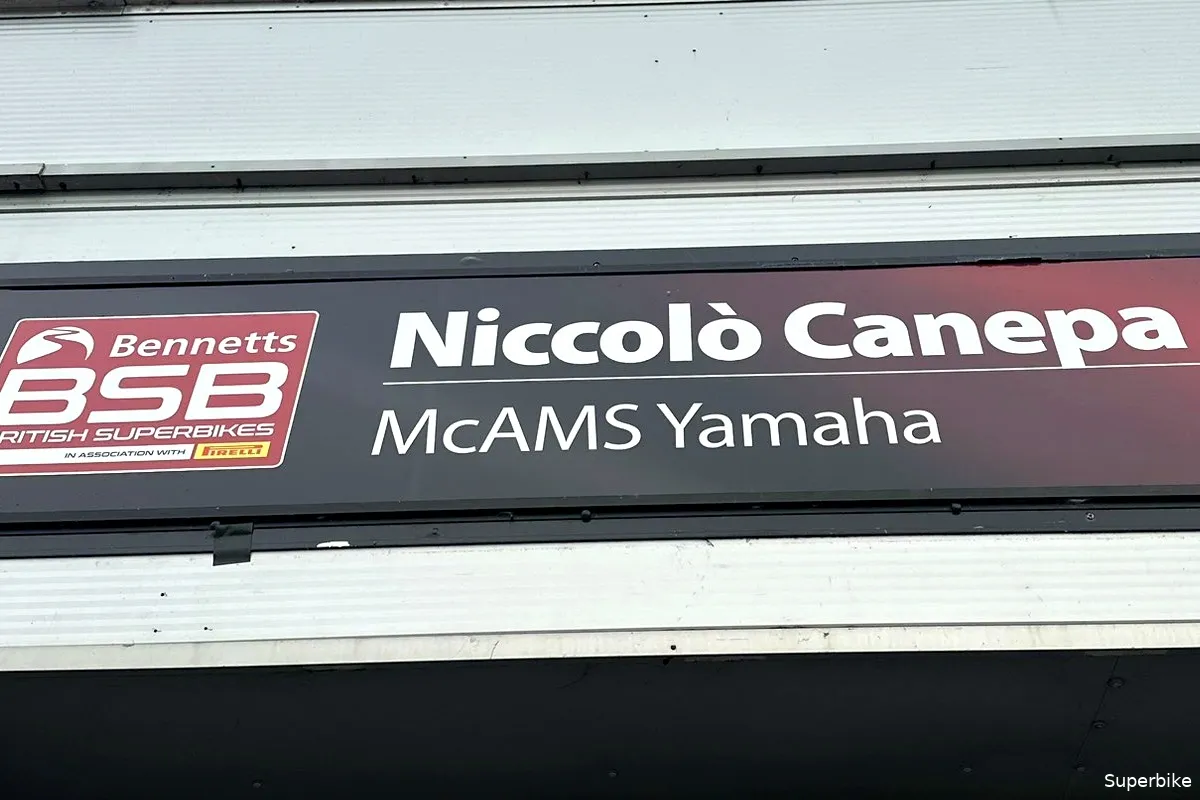 Bennetts
BSB
RITISH SUPERBIKES
IN ASSOCIATION WITH PIRELLI
Niccolò Canepa
McAMS Yamaha
Superbike